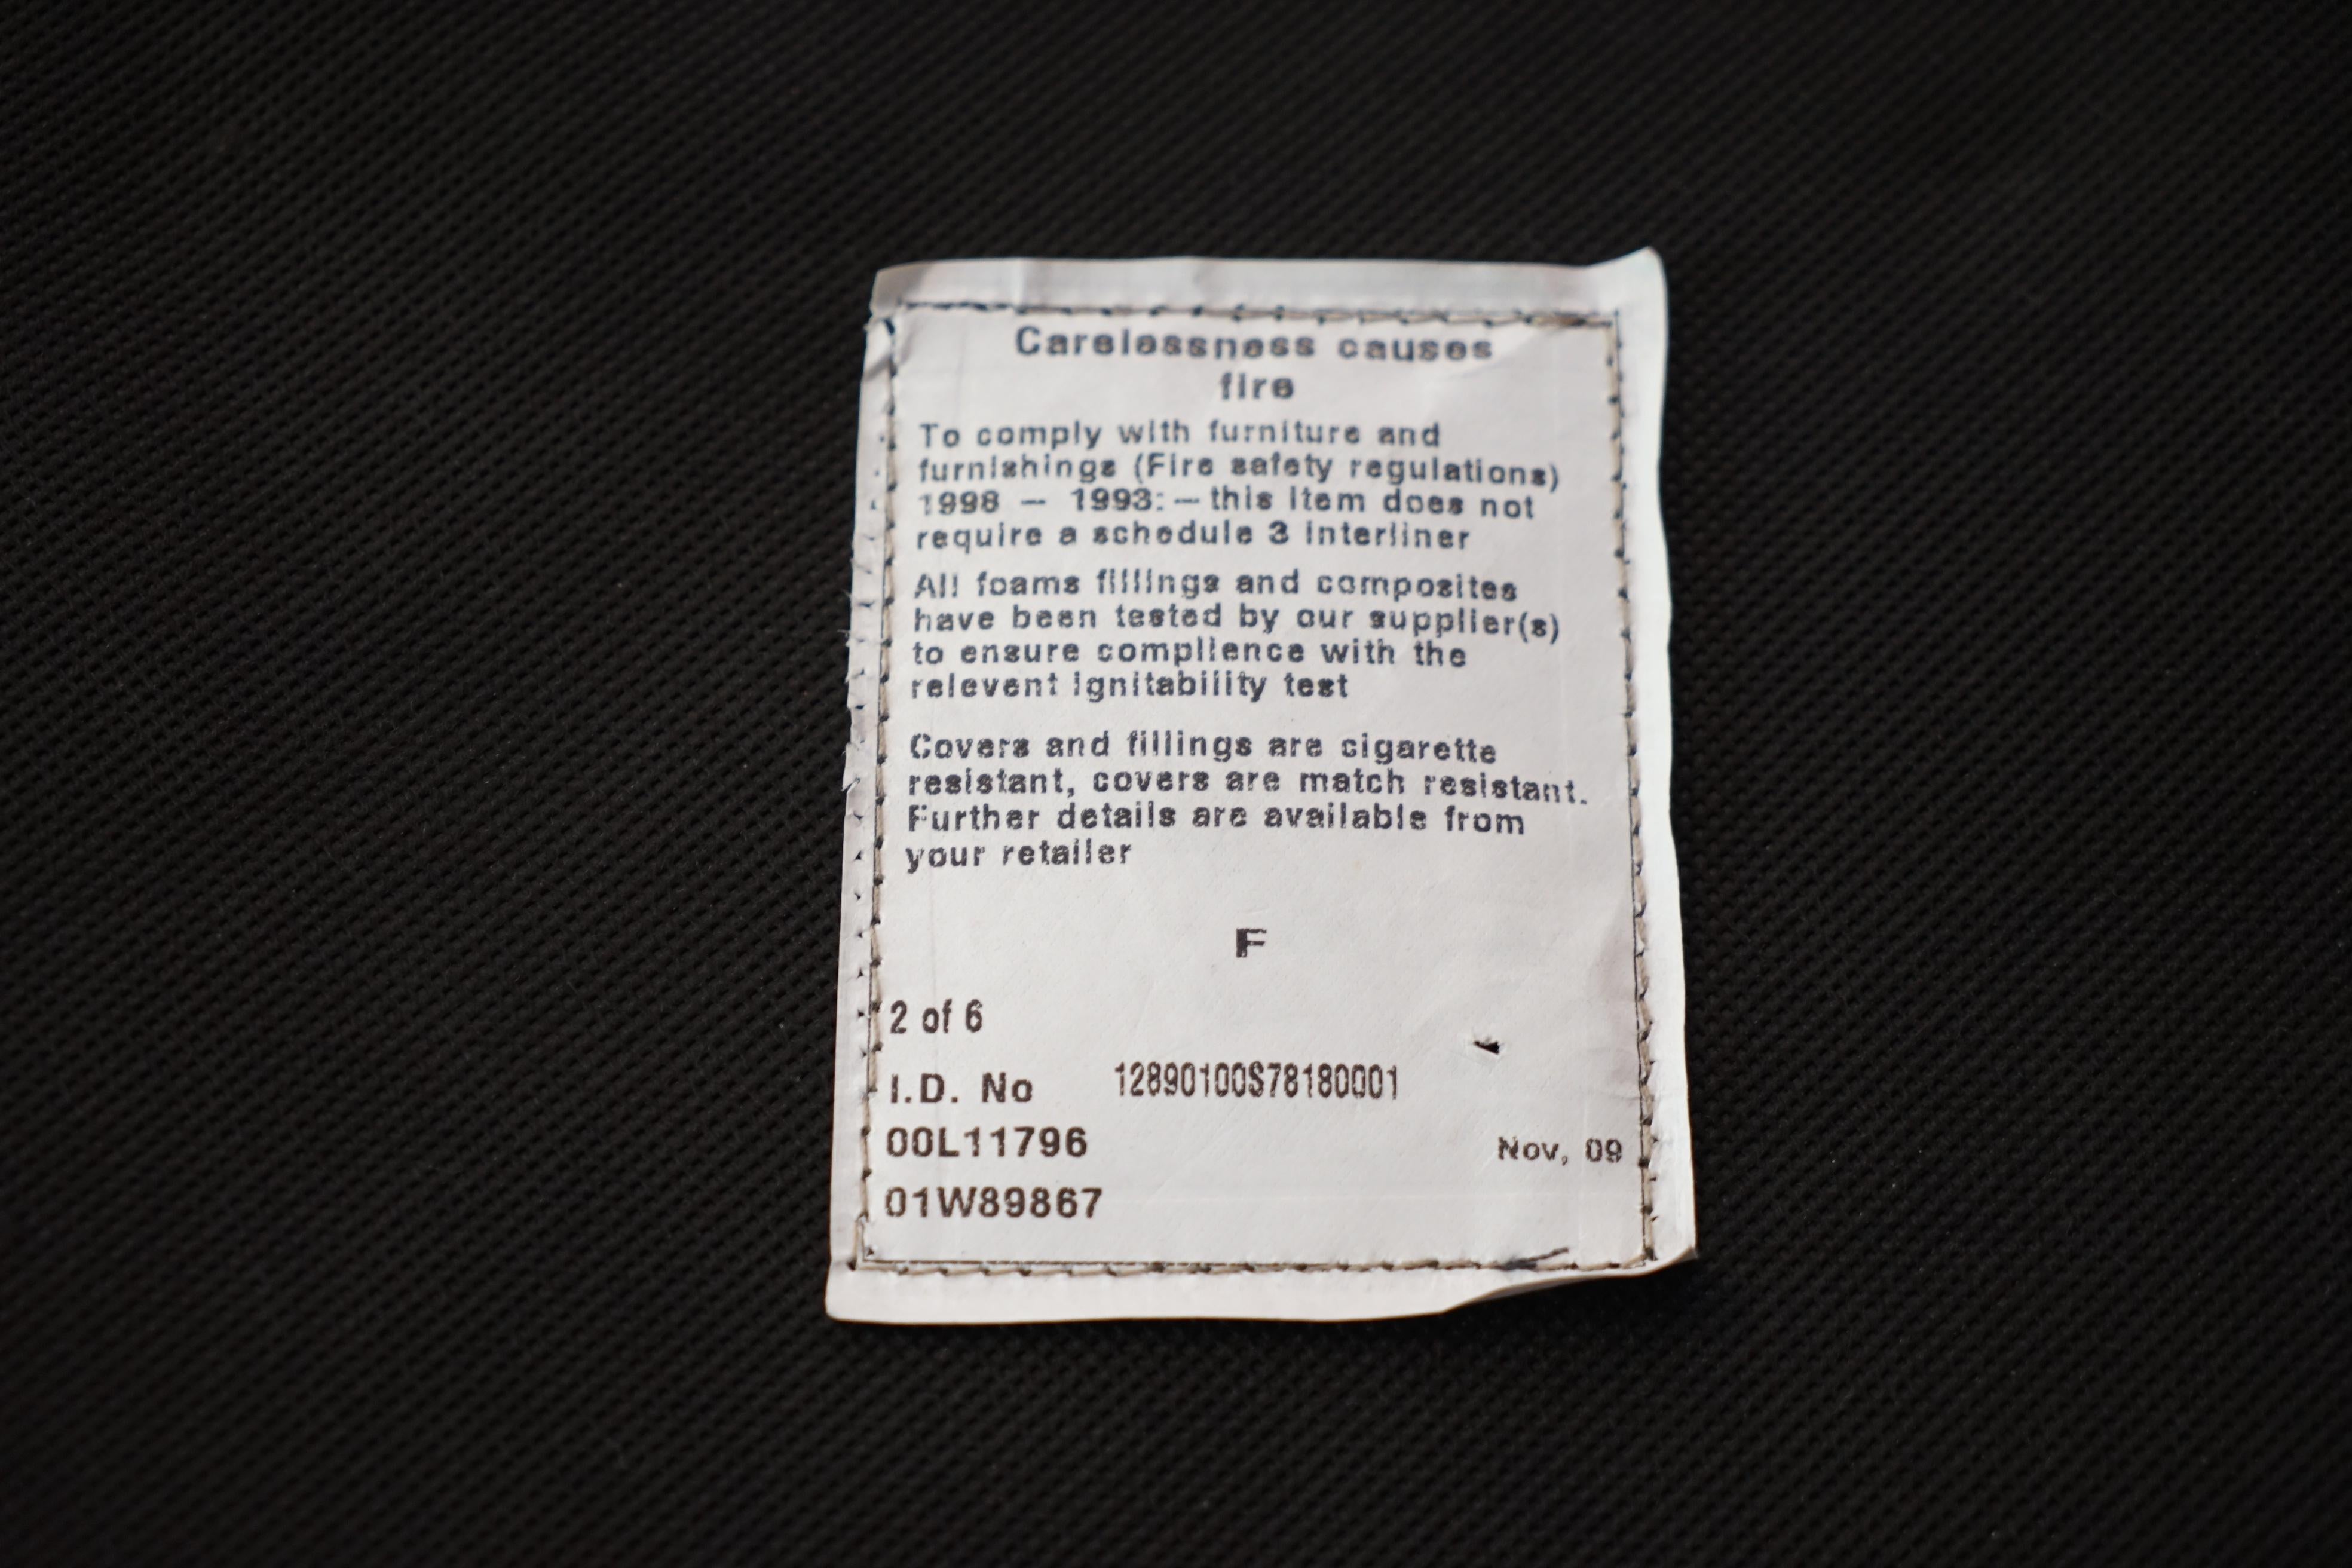 Carelessness causes
fire
To comply with furniture and
furnishings (Fire safety regulations)
1998 — 1993:— this item does not
require a schedule 3 interliner
All foams fillings and composites
have been tested by our supplier(s)
to ensure complience with the
relevent ignitability test
Covers and fillings are cigarette
resistant, covers are match resistant.
Further details are available from
your retailer
F
2 of 6
I.D. No 12890100S78180001
00L11796
Nov, 09
01W89867